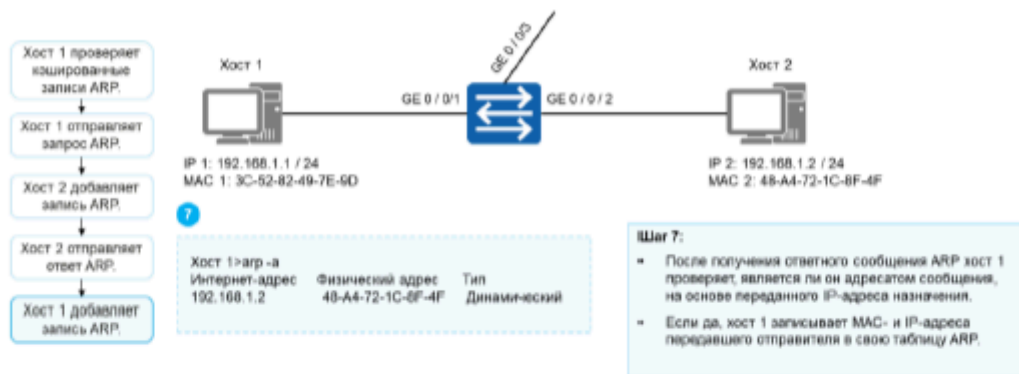 Хост 1 проверяет
кэшированные
записи ARP.
Хост 1 отправляет
запрос ARP.
Хост 2 добавляет
запись ARP.
Хост 2 отправляет
ответ ARP.
Хост 1 добавляет
запись ARP.
Хост 1
GE 0 / 0/3
Хост 2
GE 0 / 0/1
GE 0 / 0 / 2
IP 1: 192.168.1.1 / 24
MAC 1: 3C-52-82-49-7E-9D
IP 2: 192.168.1.2 / 24
MAC 2: 48-A4-72-1C-8F-4F
7
Хост 1>arp -a
Интернет-адрес Физический адрес Тип
192.168.1.2 48-A4-72-1C-8F-4F Динамический
Шаг 7:
После получения ответного сообщения ARP хост 1
проверяет, является ли он адресатом сообщения,
на основе переданного IP-адреса назначения.
Если да, хост 1 записывает MAC- и IP-адреса
передавшего отправителя в свою таблицу ARP.